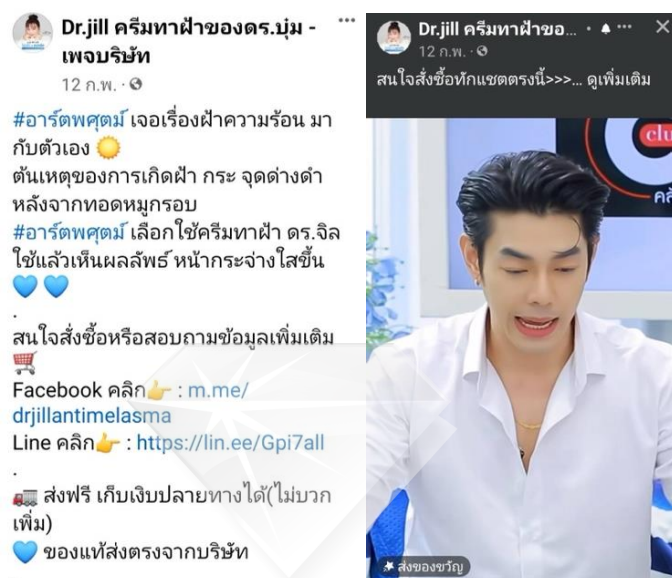 Dr.jill ครีมทาฝ้าของดร.บุ๋ม -
เพจบริษัท
12 ก.พ. ·
#อาร์ตพศุตม์ เจอเรื่องฝ้าความร้อน มา
กับตัวเอง
ต้นเหตุของการเกิดฝ้า กระ จุดด่างดำ
หลังจากทอดหมูกรอบ
#อาร์ตพศุตม์ เลือกใช้ครีมทาฝ้า ดร.จิล
ใช้แล้วเห็นผลลัพธ์ หน้ากระจ่างใสขึ้น
💙 💙
.
สนใจสั่งซื้อหรือสอบถามข้อมูลเพิ่มเติม
🛒
Facebook คลิก👉 : m.me/
drjillantimelasma
Line คลิก👉 : https://lin.ee/Gpi7all
.
🚛 ส่งฟรี เก็บเงินปลายทางได้(ไม่บวก
เพิ่ม)
💙 ของแท้ส่งตรงจากบริษัท
Dr.jill ครีมทาฝ้าขอ...
12 ก.พ. ·
สนใจสั่งซื้อทักแชตตรงนี้>>>... ดูเพิ่มเติม
clu
คลิ
ส่งของขวัญ